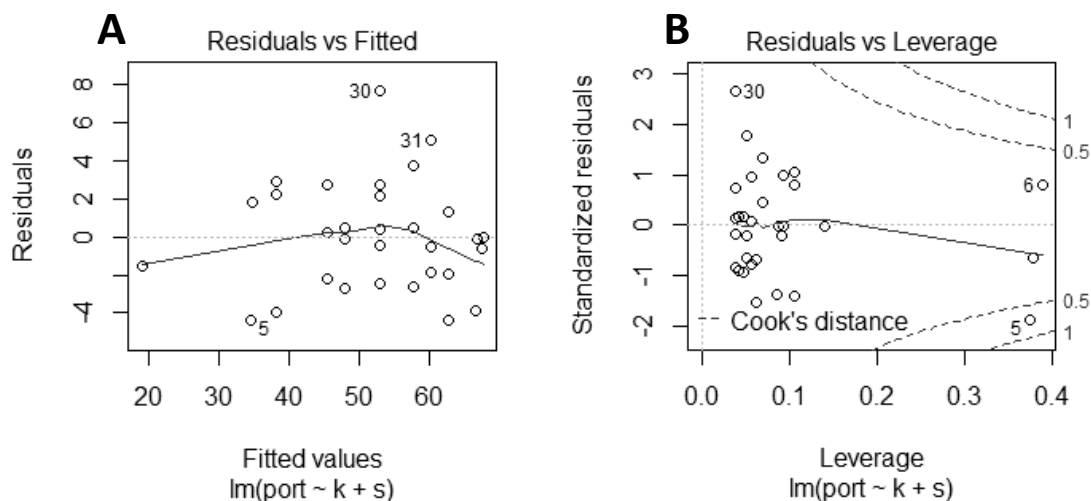 A
Residuals vs Fitted
Residuals
8
6
4
2
0
4
30
31
5
20 30 40 50 60
Fitted values
lm(port ~ k + s)
B
Residuals vs Leverage
Standardized residuals
3
2
1
0
-1
-2
30
6
5
1
0.5
0.5
1
Cook's distance
0.0 0.1 0.2 0.3 0.4
Leverage
lm(port ~ k + s)